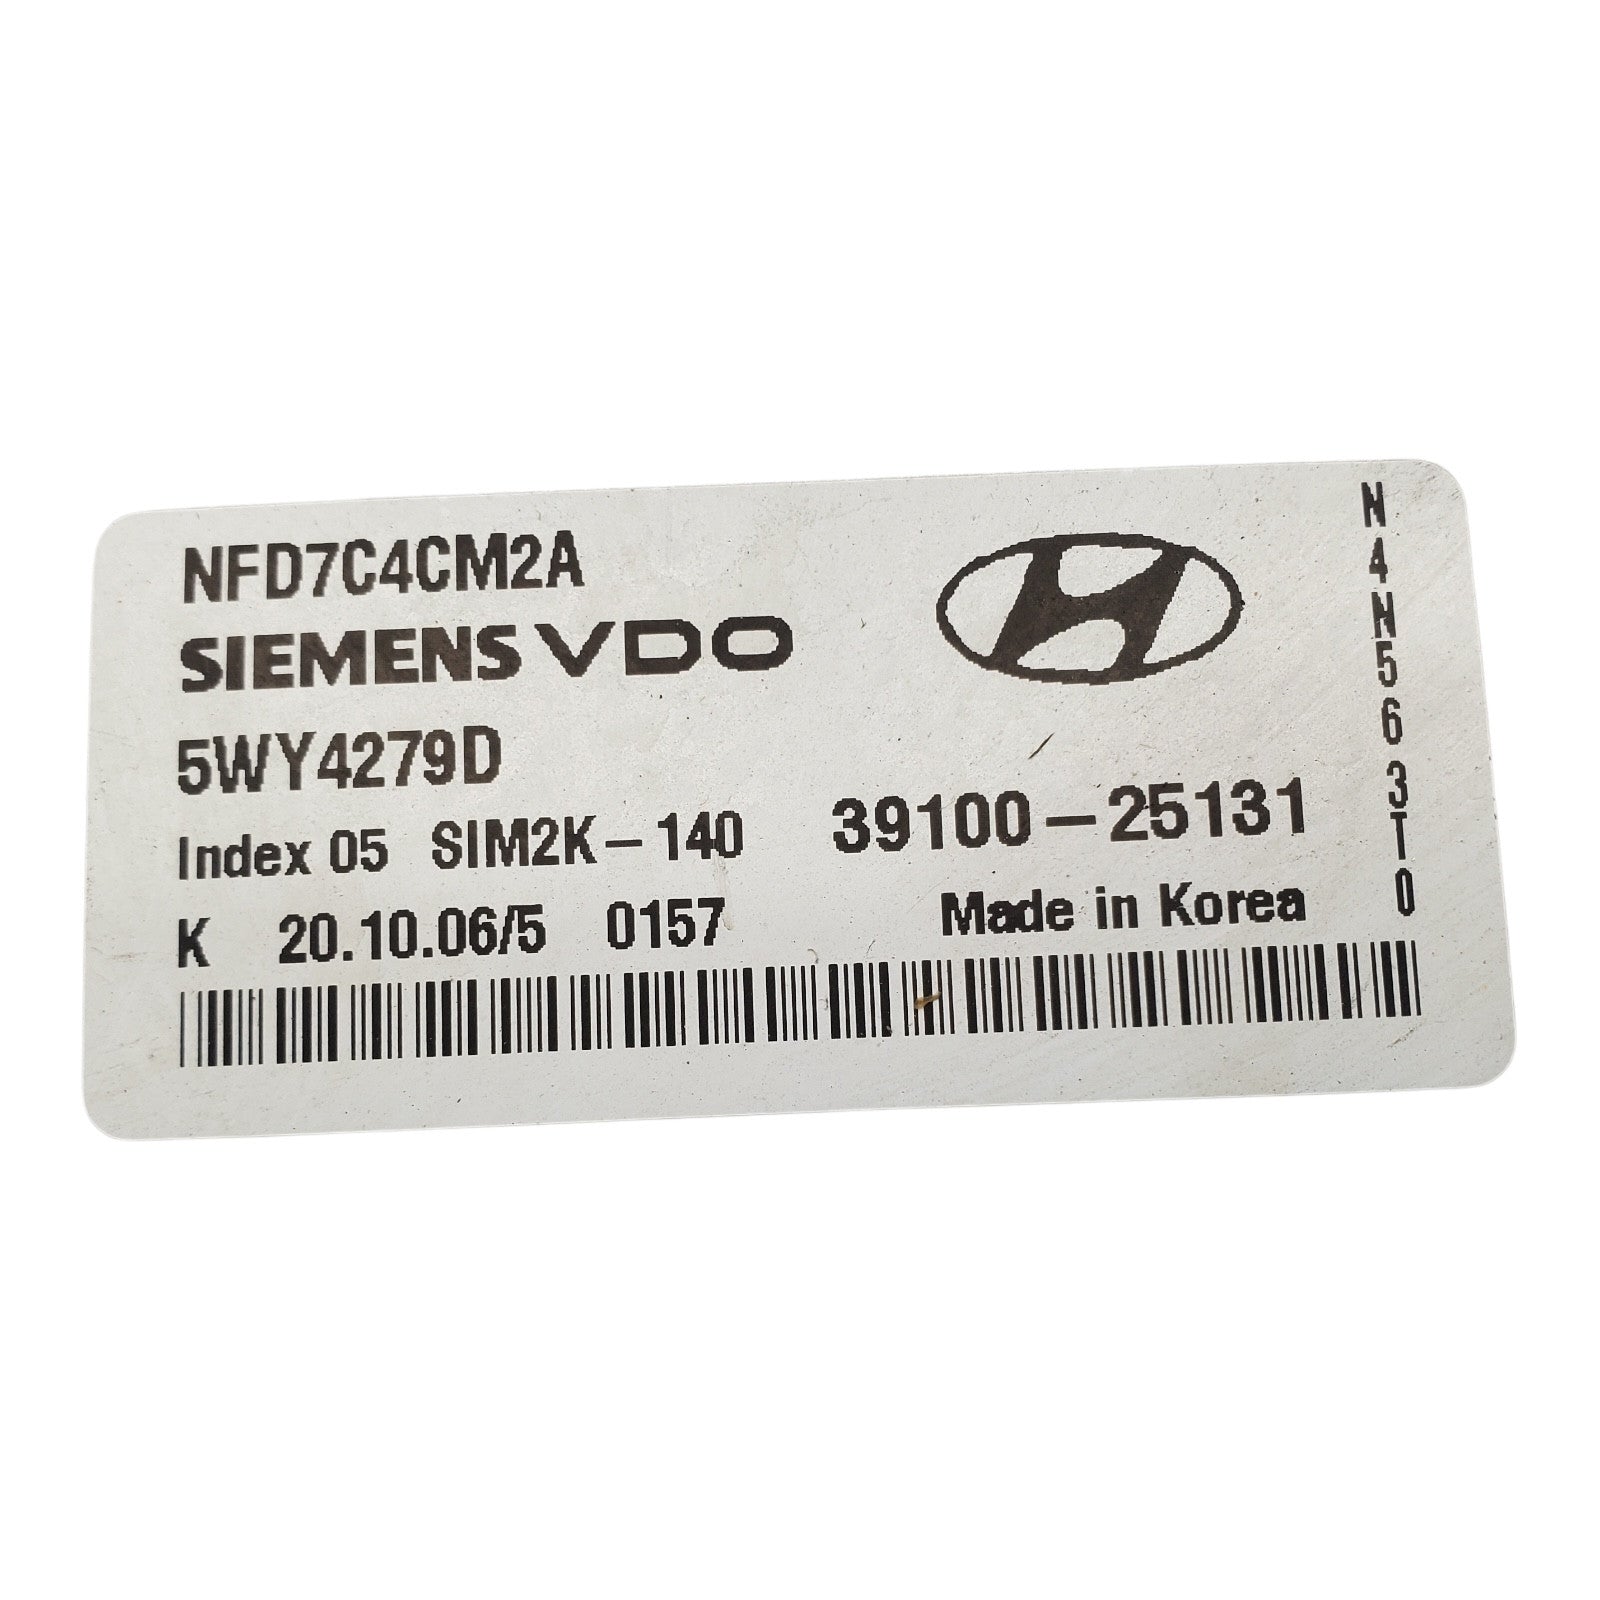 NFD7C4CM2A
SIEMENS VDO
5WY4279D
Index 05 SIM2K-140 39100-25131
K 20.10.06/5 0157 Made in Korea
N4N563T0